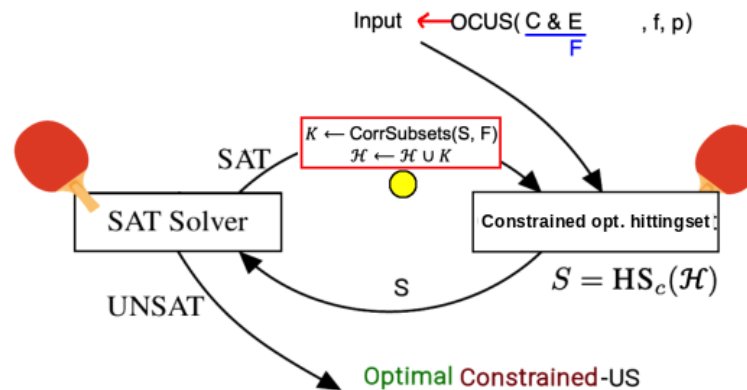 Input ← OCUS( C & E , f, p)
F
K ← CorrSubsets(S, F)
ℋ ← ℋ ∪ K
SAT
SAT Solver
Constrained opt. hittingset:
S = HS_c(ℋ)
S
UNSAT
Optimal Constrained-US